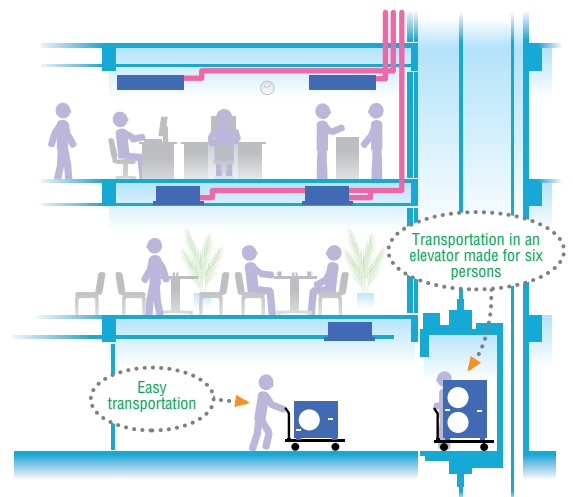 Transportation in an
elevator made for six
persons
Easy
transportation